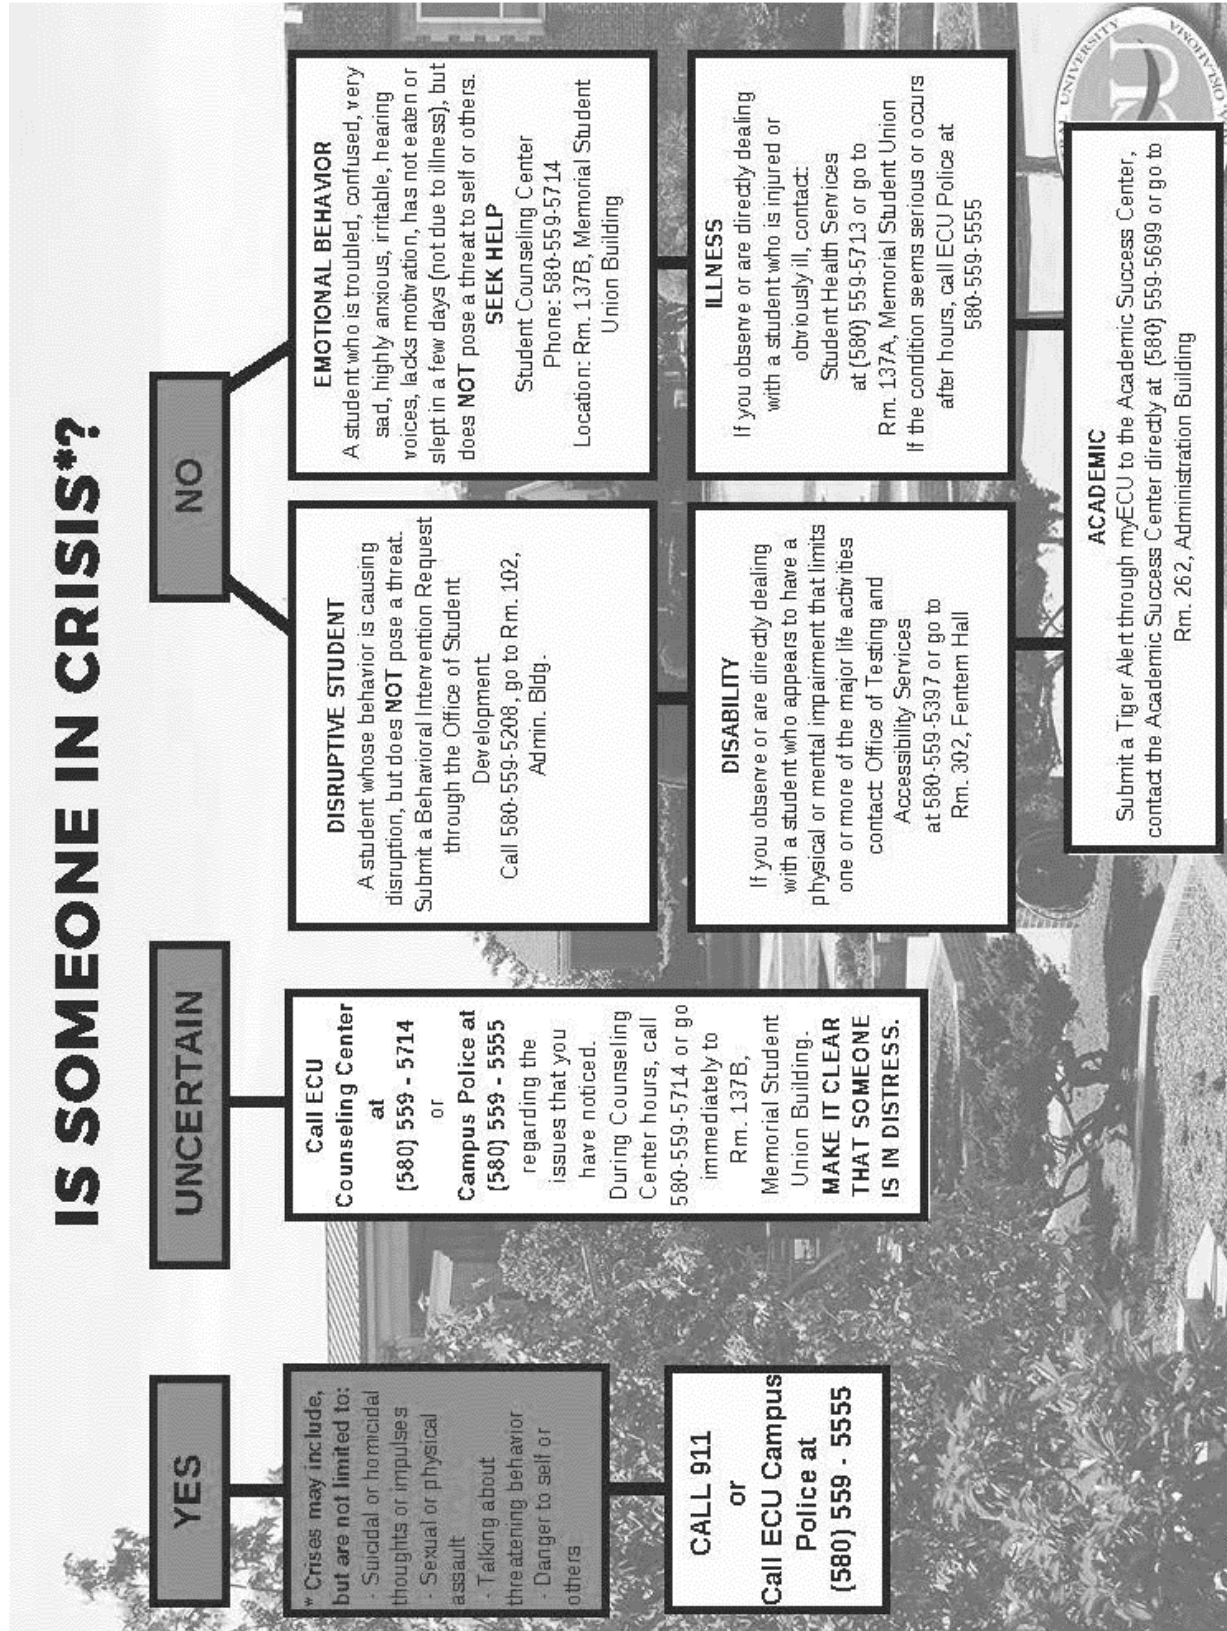 IS SOMEONE IN CRISIS*?
YES
* Crises may include,
but are not limited to:
- Suicidal or homicidal
thoughts or impulses
- Sexual or physical
assault
- Talking about
threatening behavior
- Danger to self or
others
CALL 911
or
Call ECU Campus
Police at
(580) 559 - 5555
UNCERTAIN
Call ECU
Counseling Center
at
(580) 559 - 5714
or
Campus Police at
(580) 559 - 5555
regarding the
issues that you
have noticed.
During Counseling
Center hours, call
580-559-5714 or go
immediately to
Rm. 137B,
Memorial Student
Union Building.
MAKE IT CLEAR
THAT SOMEONE
IS IN DISTRESS.
NO
DISRUPTIVE STUDENT
A student whose behavior is causing
disruption, but does NOT pose a threat.
Submit a Behavioral Intervention Request
through the Office of Student
Development.
Call 580-559-5208, go to Rm. 102,
Admin. Bldg.
EMOTIONAL BEHAVIOR
A student who is troubled, confused, very
sad, highly anxious, irritable, hearing
voices, lacks motivation, has not eaten or
slept in a few days (not due to illness), but
does NOT pose a threat to self or others.
SEEK HELP
Student Counseling Center
Phone: 580-559-5714
Location: Rm. 137B, Memorial Student
Union Building
DISABILITY
If you observe or are directly dealing
with a student who appears to have a
physical or mental impairment that limits
one or more of the major life activities
contact: Office of Testing and
Accessibility Services
at 580-559-5397 or go to
Rm. 302, Fentem Hall
ILLNESS
If you observe or are directly dealing
with a student who is injured or
obviously ill, contact:
Student Health Services
at (580) 559-5713 or go to
Rm. 137A, Memorial Student Union
If the condition seems serious or occurs
after hours, call ECU Police at
580-559-5555
ACADEMIC
Submit a Tiger Alert through myECU to the Academic Success Center,
contact the Academic Success Center directly at (580) 559-5699 or go to
Rm. 262, Administration Building
UNIVERSITY
OKLAHOMA